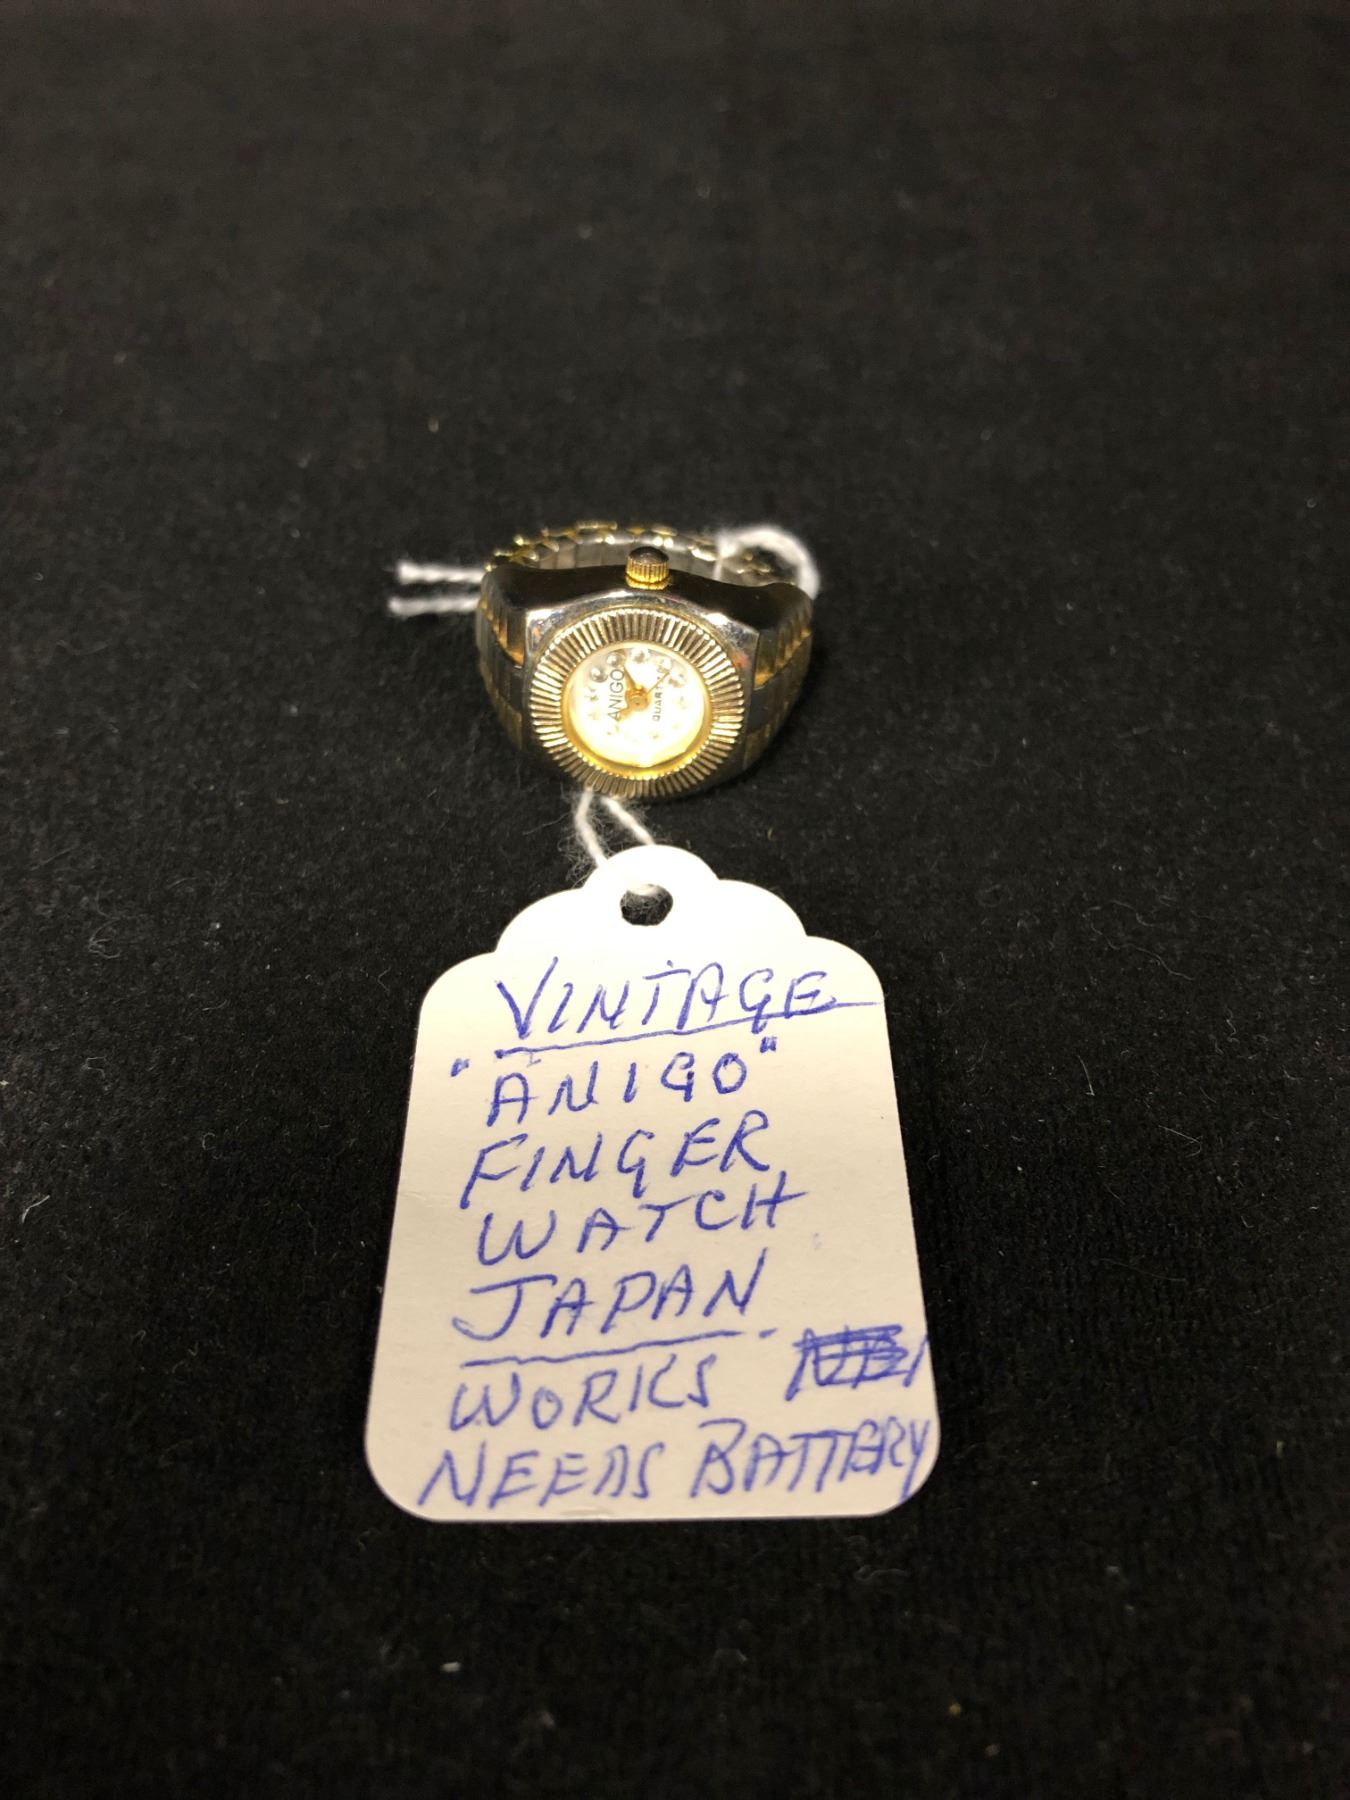 ANIGO
QUARTZ
VINTAGE
"ANIGO"
FINGER
WATCH
JAPAN
WORKS
NEEDS BATTERY